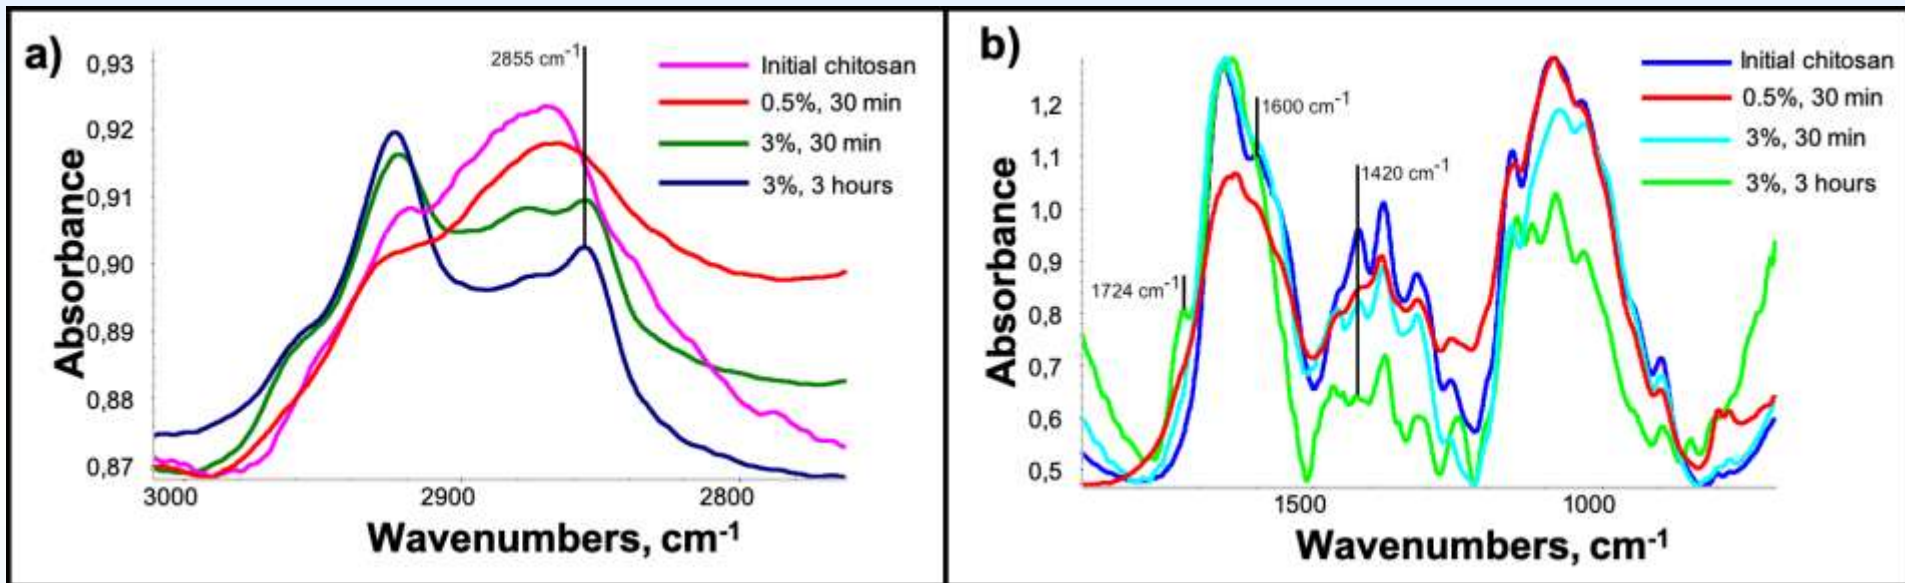 a)
2855 cm-1
Initial chitosan
0.5%, 30 min
3%, 30 min
3%, 3 hours
Absorbance
0,93
0,92
0,91
0,90
0,89
0,88
0,87
3000
2900
2800
Wavenumbers, cm-1
b)
1600 cm-1
1420 cm-1
1724 cm-1
Initial chitosan
0.5%, 30 min
3%, 30 min
3%, 3 hours
Absorbance
1,2
1,1
1,0
0,9
0,8
0,7
0,6
0,5
1500
1000
Wavenumbers, cm-1